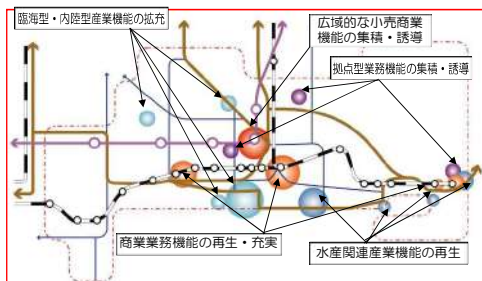 臨海型・内陸型産業機能の拡充
広域的な小売商業
機能の集積・誘導
拠点型業務機能の集積・誘導
商業業務機能の再生・充実
水産関連産業機能の再生